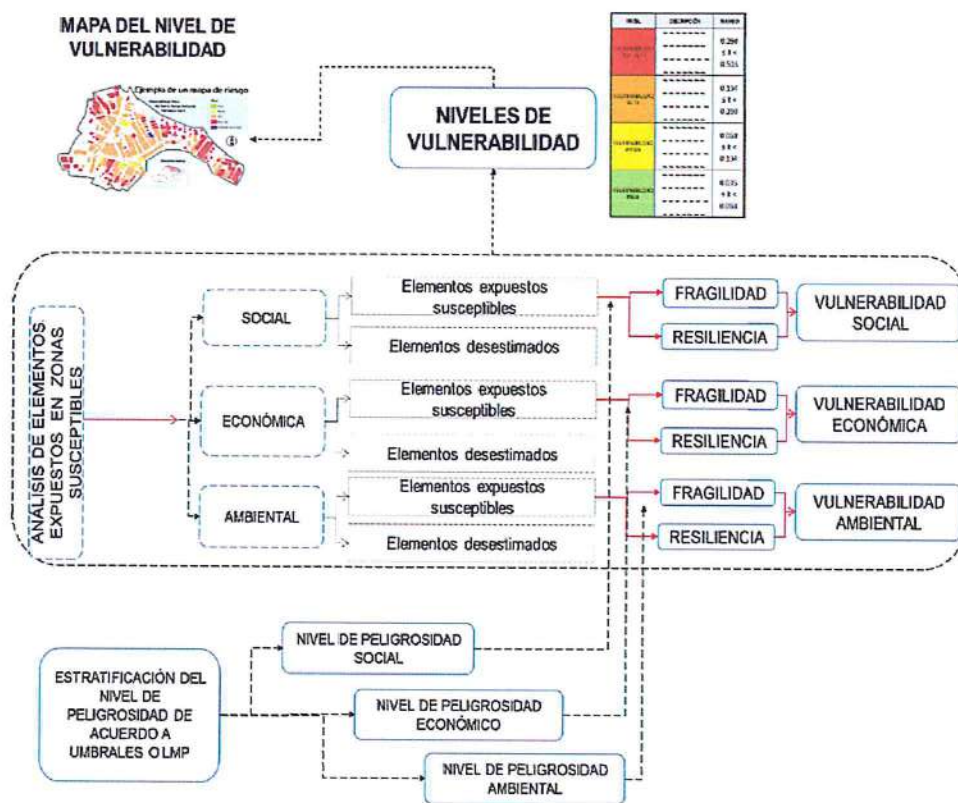 MAPA DEL NIVEL DE
VULNERABILIDAD
Ejemplo de un mapa de riesgo
NIVELES DE
VULNERABILIDAD
NIVEL
RANGO
ANÁLISIS DE ELEMENTOS
EXPUESTOS EN ZONAS
SUSCEPTIBLES
SOCIAL
Elementos expuestos
susceptibles
Elementos desestimados
FRAGILIDAD
RESILIENCIA
VULNERABILIDAD
SOCIAL
ECONÓMICA
Elementos expuestos
susceptibles
Elementos desestimados
FRAGILIDAD
RESILIENCIA
VULNERABILIDAD
ECONÓMICA
AMBIENTAL
Elementos expuestos
susceptibles
Elementos desestimados
FRAGILIDAD
RESILIENCIA
VULNERABILIDAD
AMBIENTAL
ESTRATIFICACIÓN DEL
NIVEL DE
PELIGROSIDAD DE
ACUERDO A
UMBRALES O LMP
NIVEL DE PELIGROSIDAD
SOCIAL
NIVEL DE PELIGROSIDAD
ECONÓMICO
NIVEL DE PELIGROSIDAD
AMBIENTAL